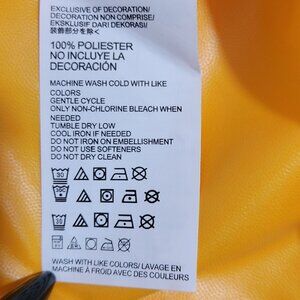 EXCLUSIVE OF DECORATION/
DECORATION NON COMPRISE/
EKSKLUSIF DARI DEKORASI/
装飾部分を除く
100% POLIESTER
NO INCLUYE LA
DECORACIÓN
MACHINE WASH COLD WITH LIKE
COLORS
GENTLE CYCLE
ONLY NON-CHLORINE BLEACH WHEN
NEEDED
TUMBLE DRY LOW
COOL IRON IF NEEDED
DO NOT IRON ON EMBELLISHMENT
DO NOT USE SOFTENERS
DO NOT DRY CLEAN
30
30
WASH WITH LIKE COLORS/ LAVAGE EN
MACHINE À FROID AVEC DES COULEURS